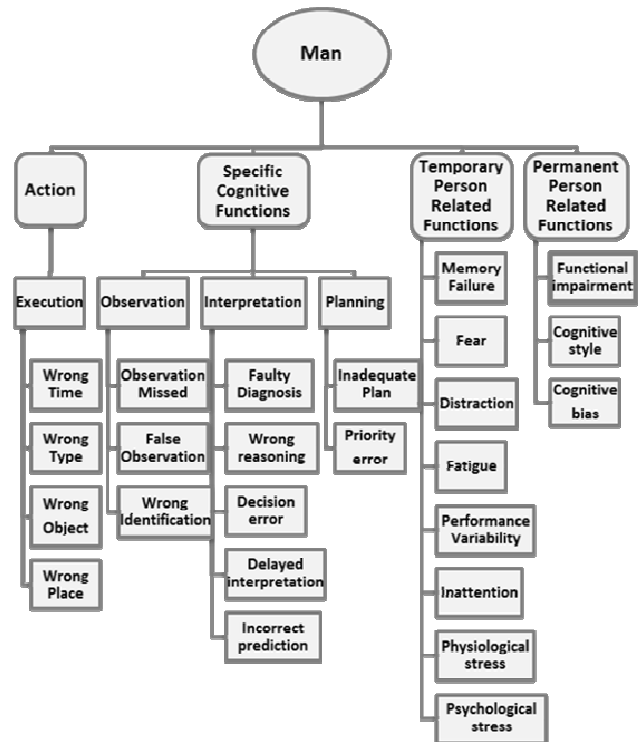 Man
Action
Specific
Cognitive
Functions
Temporary
Person
Related
Functions
Permanent
Person
Related
Functions
Execution
Observation
Interpretation
Planning
Wrong
Time
Wrong
Type
Wrong
Object
Wrong
Place
Observation
Missed
False
Observation
Wrong
Identification
Faulty
Diagnosis
Wrong
reasoning
Decision
error
Delayed
interpretation
Incorrect
prediction
Inadequate
Plan
Priority
error
Memory
Failure
Fear
Distraction
Fatigue
Performance
Variability
Inattention
Physiological
stress
Psychological
stress
Functional
impairment
Cognitive
style
Cognitive
bias